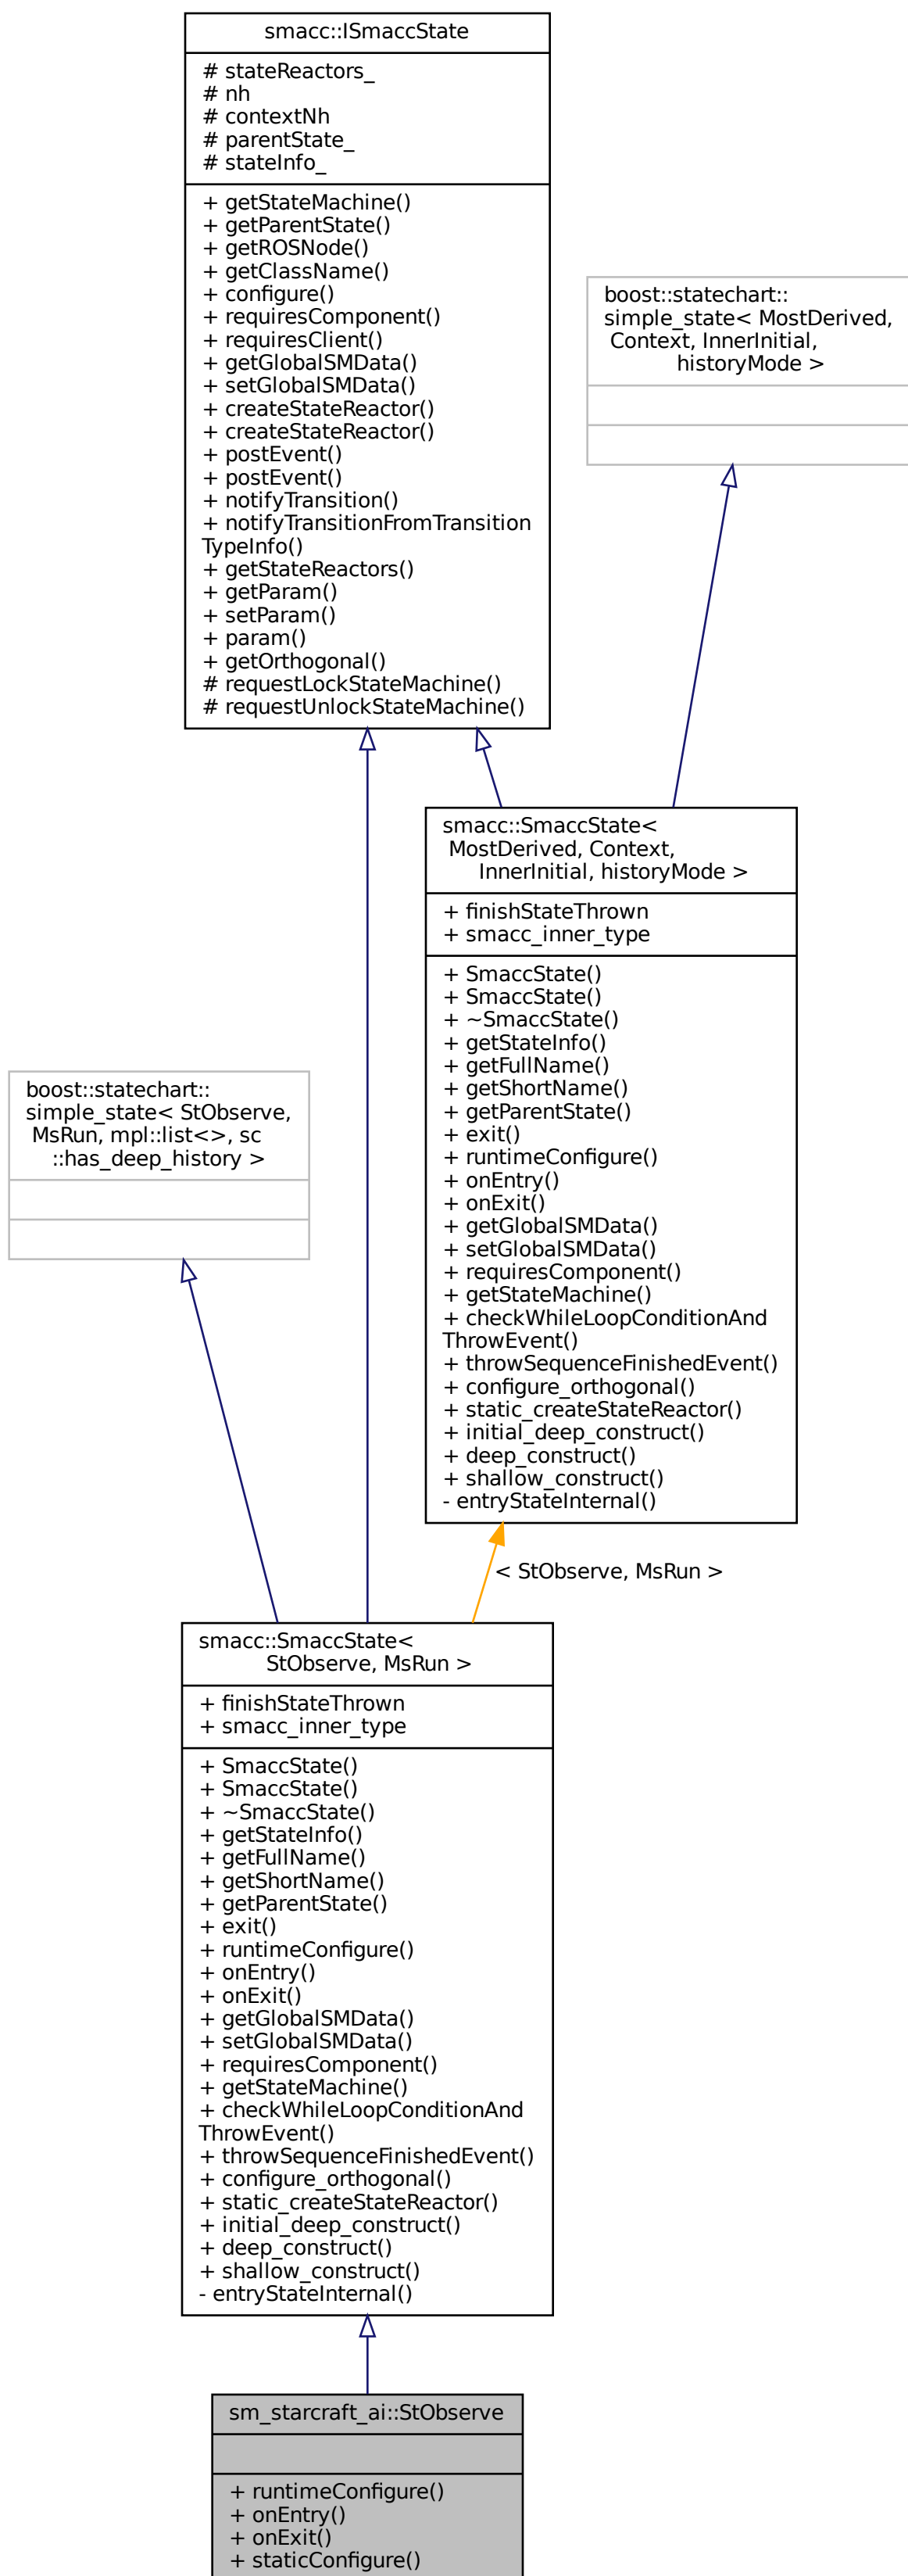 smacc::ISmaccState
# stateReactors_
# nh
# contextNh
# parentState_
# stateInfo_
+ getStateMachine()
+ getParentState()
+ getROSNode()
+ getClassName()
+ configure()
+ requiresComponent()
+ requiresClient()
+ getGlobalSMData()
+ setGlobalSMData()
+ createStateReactor()
+ createStateReactor()
+ postEvent()
+ postEvent()
+ notifyTransition()
+ notifyTransitionFromTransition
TypeInfo()
+ getStateReactors()
+ getParam()
+ setParam()
+ param()
+ getOrthogonal()
# requestLockStateMachine()
# requestUnlockStateMachine()
boost::statechart::
simple_state< MostDerived,
Context, InnerInitial,
historyMode >
smacc::SmaccState<
MostDerived, Context,
InnerInitial, historyMode >
+ finishStateThrown
+ smacc_inner_type
+ SmaccState()
+ SmaccState()
+ ~SmaccState()
+ getStateInfo()
+ getFullName()
+ getShortName()
+ getParentState()
+ exit()
+ runtimeConfigure()
+ onEntry()
+ onExit()
+ getGlobalSMData()
+ setGlobalSMData()
+ requiresComponent()
+ getStateMachine()
+ checkWhileLoopConditionAnd
ThrowEvent()
+ throwSequenceFinishedEvent()
+ configure_orthogonal()
+ static_createStateReactor()
+ initial_deep_construct()
+ deep_construct()
+ shallow_construct()
- entryStateInternal()
boost::statechart::
simple_state< StObserve,
MsRun, mpl::list<>, sc
::has_deep_history >
< StObserve, MsRun >
smacc::SmaccState<
StObserve, MsRun >
+ finishStateThrown
+ smacc_inner_type
+ SmaccState()
+ SmaccState()
+ ~SmaccState()
+ getStateInfo()
+ getFullName()
+ getShortName()
+ getParentState()
+ exit()
+ runtimeConfigure()
+ onEntry()
+ onExit()
+ getGlobalSMData()
+ setGlobalSMData()
+ requiresComponent()
+ getStateMachine()
+ checkWhileLoopConditionAnd
ThrowEvent()
+ throwSequenceFinishedEvent()
+ configure_orthogonal()
+ static_createStateReactor()
+ initial_deep_construct()
+ deep_construct()
+ shallow_construct()
- entryStateInternal()
sm_starcraft_ai::StObserve
+ runtimeConfigure()
+ onEntry()
+ onExit()
+ staticConfigure()